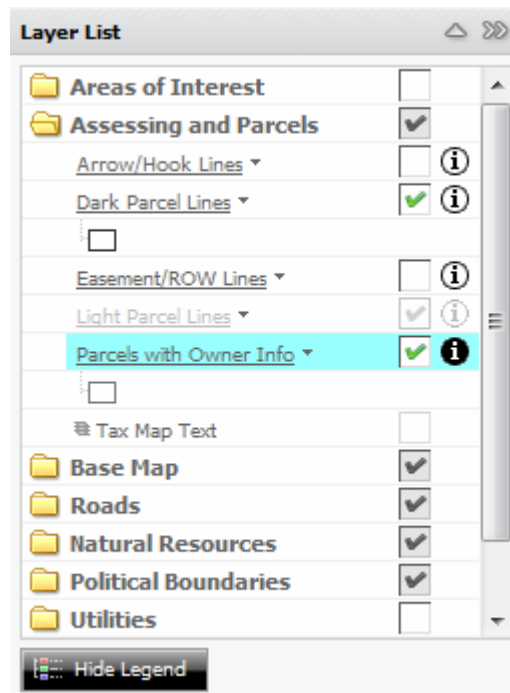 Layer List
Areas of Interest
Assessing and Parcels
Arrow/Hook Lines
Dark Parcel Lines
Easement/ROW Lines
Light Parcel Lines
Parcels with Owner Info
Tax Map Text
Base Map
Roads
Natural Resources
Political Boundaries
Utilities
Hide Legend